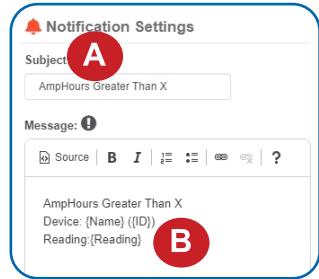 Notification Settings
Subject
A
AmpHours Greater Than X
Message:
Source B I ?
AmpHours Greater Than X
Device: {Name} ({ID})
Reading:{Reading}
B